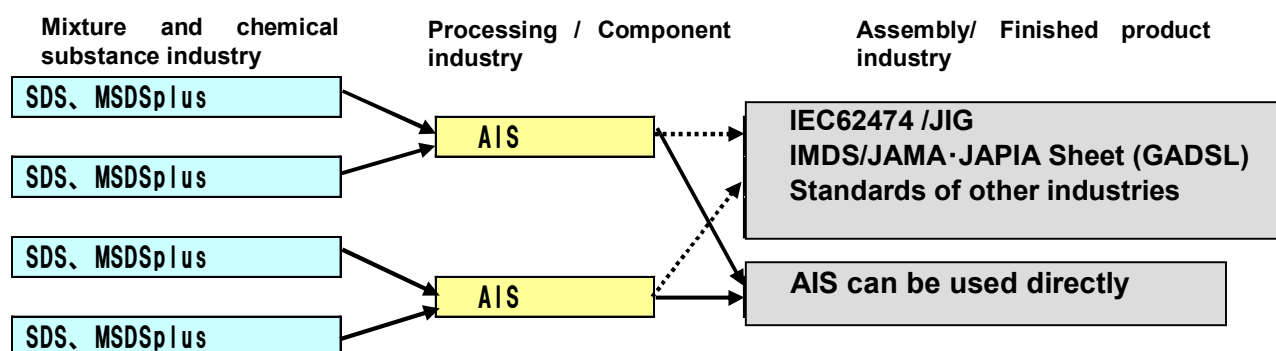 Mixture and chemical
substance industry
Processing / Component
industry
Assembly/ Finished product
industry
SDS、MSDSplus
SDS、MSDSplus
SDS、MSDSplus
SDS、MSDSplus
AIS
AIS
IEC62474 /JIG
IMDS/JAMA･JAPIA Sheet (GADSL)
Standards of other industries
AIS can be used directly